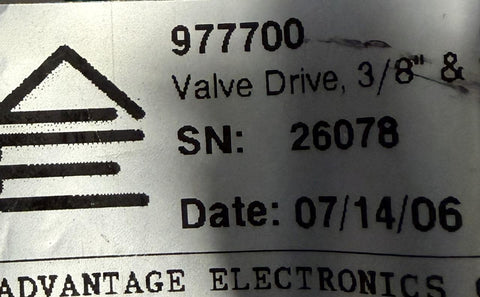 977700
Valve Drive, 3/8" &
SN: 26078
Date: 07/14/06
ADVANTAGE ELECTRONICS